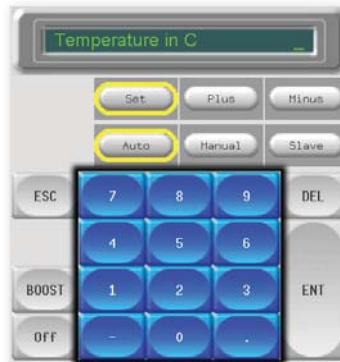 Temperature in C _
Set Plus Minus
Auto Manual Slave
ESC 7 8 9 DEL
4 5 6
BOOST 1 2 3 ENT
Off - 0 .